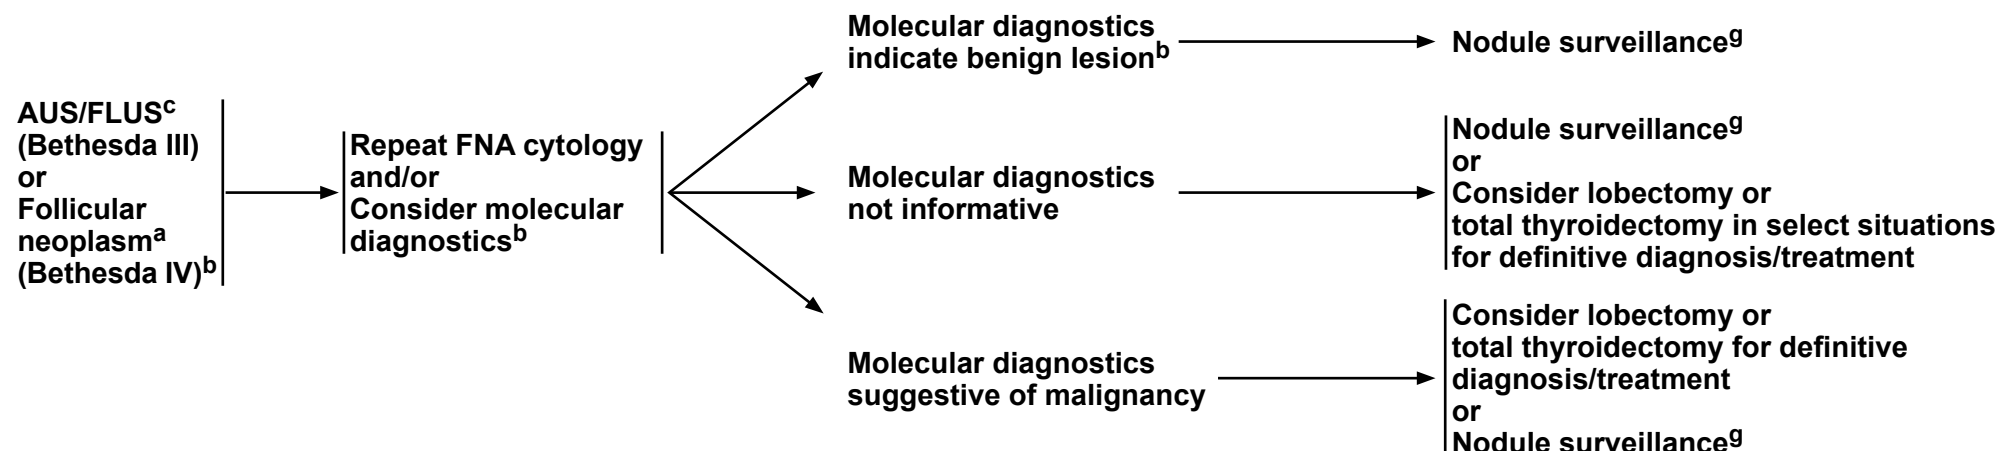 AUS/FLUSc
(Bethesda III)
or
Follicular
neoplasma
(Bethesda IV)b
Repeat FNA cytology
and/or
Consider molecular
diagnosticsb
Molecular diagnostics
indicate benign lesionb
Nodule surveillanceg
Molecular diagnostics
not informative
Nodule surveillanceg
or
Consider lobectomy or
total thyroidectomy in select situations
for definitive diagnosis/treatment
Molecular diagnostics
suggestive of malignancy
Consider lobectomy or
total thyroidectomy for definitive
diagnosis/treatment
or
Nodule surveillanceg